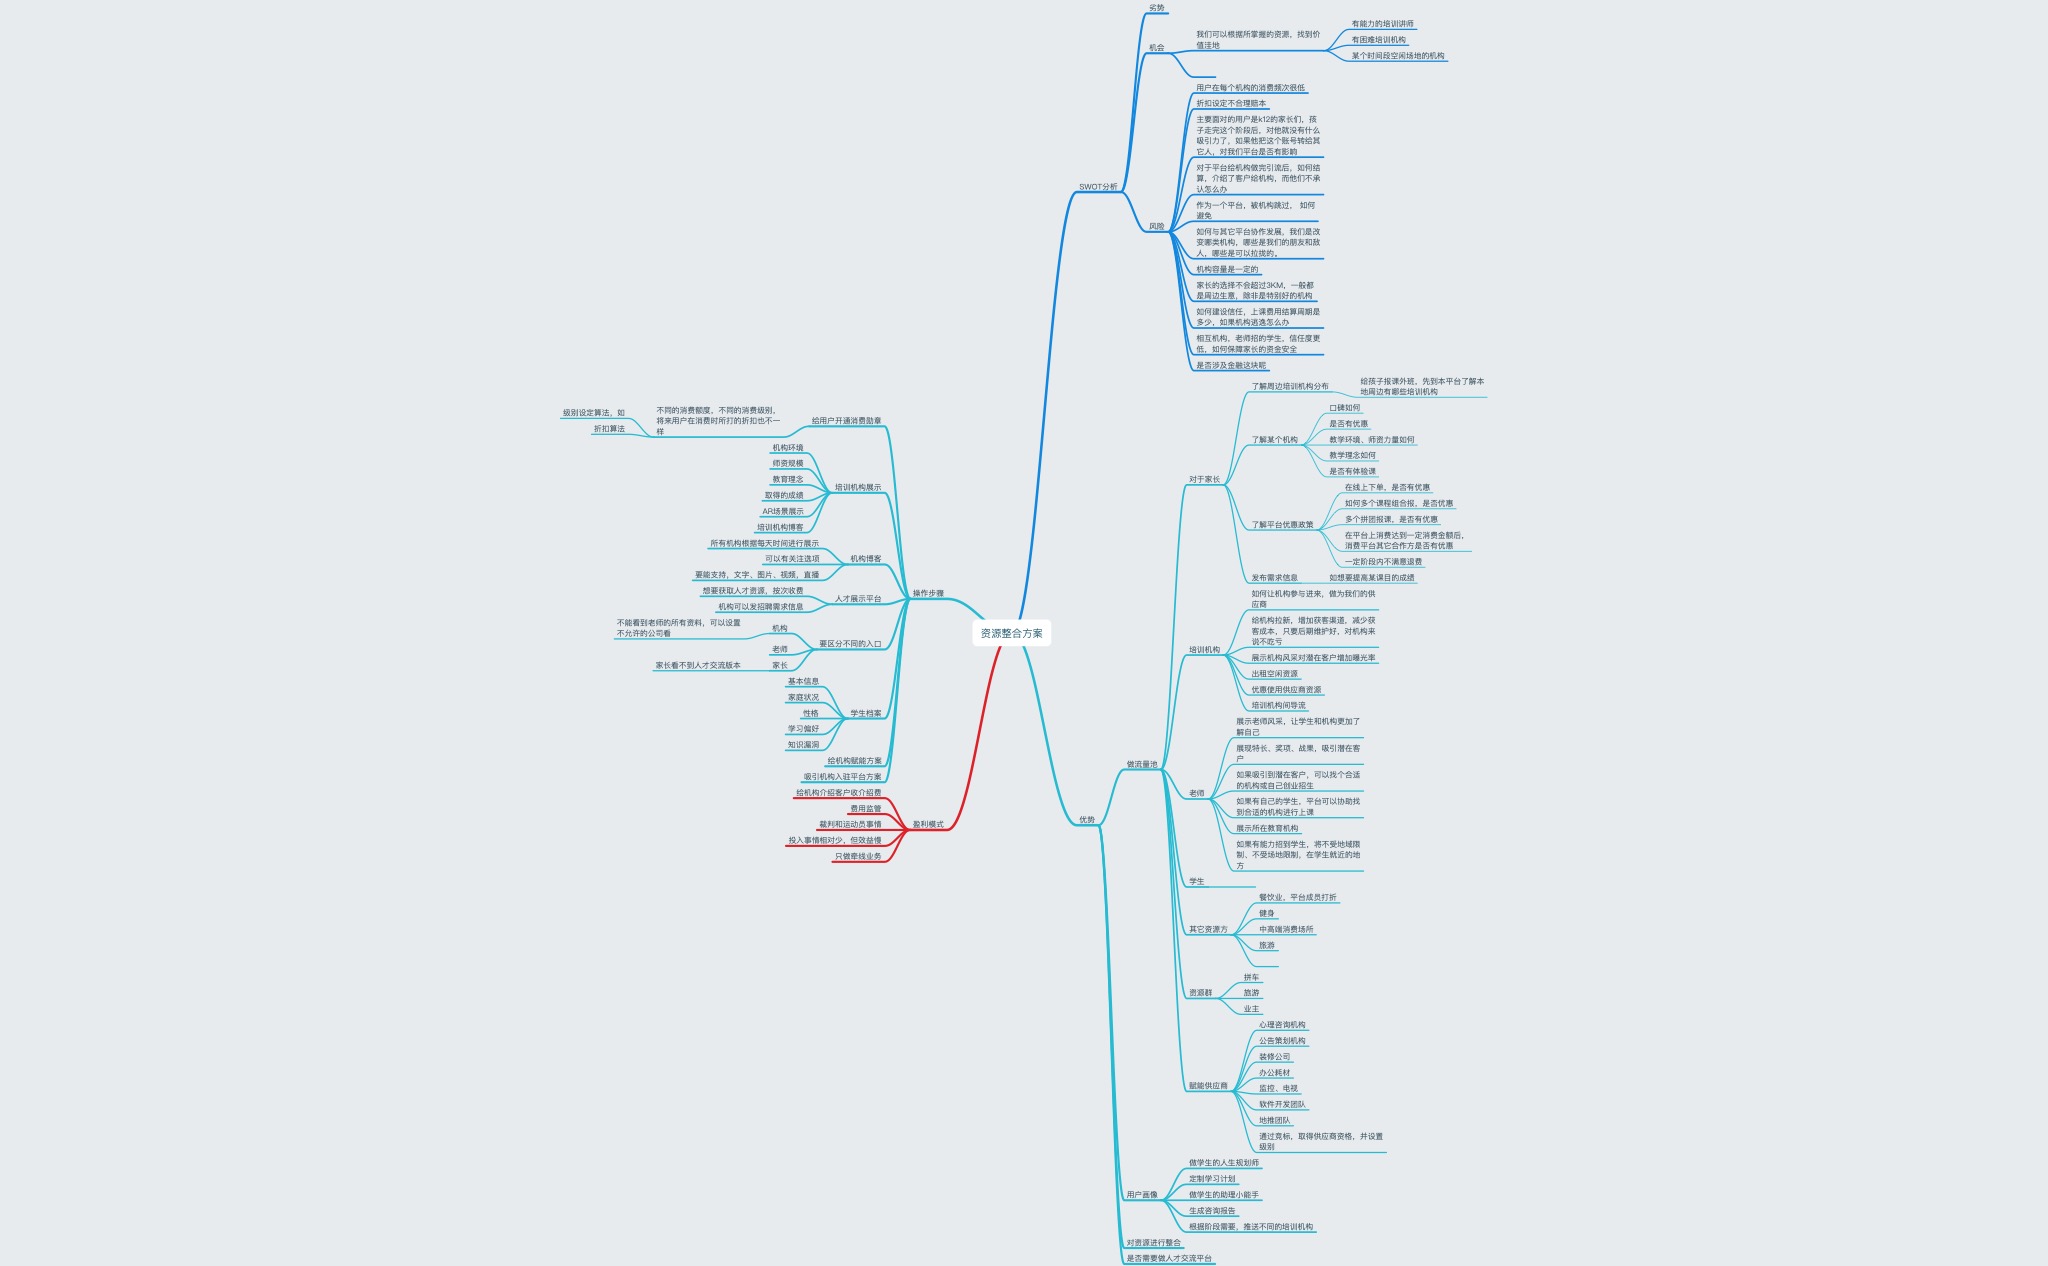 资源整合方案
SWOT分析
劣势
机会
我们可以根据所掌握的资源，找到价
值洼地
有能力的培训讲师
有困难培训机构
某个时间段空闲场地的机构
风险
用户在每个机构的消费频次很低
折扣设定不合理赔本
主要面对的用户是k12的家长们，孩
子走完这个阶段后，对他就没有什么
吸引力了，如果他把这个账号转给其
它人，对我们平台是否有影响
对于平台给机构做完引流后，如何结
算，介绍了客户给机构，而他们不承
认怎么办
作为一个平台，被机构跳过， 如何
避免
如何与其它平台协作发展，我们是改
变哪类机构，哪些是我们的朋友和敌
人，哪些是可以拉拢的。
机构容量是一定的
家长的选择不会超过3KM，一般都
是周边生意，除非是特别好的机构
如何建设信任，上课费用结算周期是
多少，如果机构逃逸怎么办
相互机构，老师招的学生，信任度更
低，如何保障家长的资金安全
是否涉及金融这块呢
优势
做流量池
对于家长
了解周边培训机构分布
给孩子报课外班，先到本平台了解本
地周边有哪些培训机构
了解某个机构
口碑如何
是否有优惠
教学环境、师资力量如何
教学理念如何
是否有体验课
了解平台优惠政策
在线上下单，是否有优惠
如何多个课程组合报，是否优惠
多个拼团报课，是否有优惠
在平台上消费达到一定消费金额后，
消费平台其它合作方是否有优惠
一定阶段内不满意退费
发布需求信息
如想要提高某课目的成绩
培训机构
如何让机构参与进来，做为我们的供
应商
给机构拉新，增加获客渠道，减少获
客成本，只要后期维护好，对机构来
说不吃亏
展示机构风采对潜在客户增加曝光率
出租空闲资源
优惠使用供应商资源
培训机构间导流
老师
展示老师风采，让学生和机构更加了
解自己
展现特长、奖项、战果，吸引潜在客
户
如果吸引到潜在客户，可以找个合适
的机构或自己创业招生
如果有自己的学生，平台可以协助找
到合适的机构进行上课
展示所在教育机构
如果有能力招到学生，将不受地域限
制、不受场地限制，在学生就近的地
方
学生
其它资源方
餐饮业，平台成员打折
健身
中高端消费场所
旅游
资源群
拼车
旅游
业主
赋能供应商
心理咨询机构
公告策划机构
装修公司
办公耗材
监控、电视
软件开发团队
地推团队
通过竞标，取得供应商资格，并设置
级别
用户画像
做学生的人生规划师
定制学习计划
做学生的助理小能手
生成咨询报告
根据阶段需要，推送不同的培训机构
对资源进行整合
是否需要做人才交流平台
操作步骤
给用户开通消费勋章
不同的消费额度，不同的消费级别，
将来用户在消费时所打的折扣也不一
样
级别设定算法，如
折扣算法
培训机构展示
机构环境
师资规模
教育理念
取得的成绩
AR场景展示
培训机构博客
机构博客
所有机构根据每天时间进行展示
可以有关注选项
要能支持，文字、图片、视频，直播
人才展示平台
想要获取人才资源，按次收费
机构可以发招聘需求信息
要区分不同的入口
机构
不能看到老师的所有资料，可以设置
不允许的公司看
老师
家长
家长看不到人才交流版本
学生档案
基本信息
家庭状况
性格
学习偏好
知识漏洞
给机构赋能方案
吸引机构入驻平台方案
盈利模式
给机构介绍客户收介绍费
费用监管
裁判和运动员事情
投入事情相对少，但效益慢
只做牵线业务